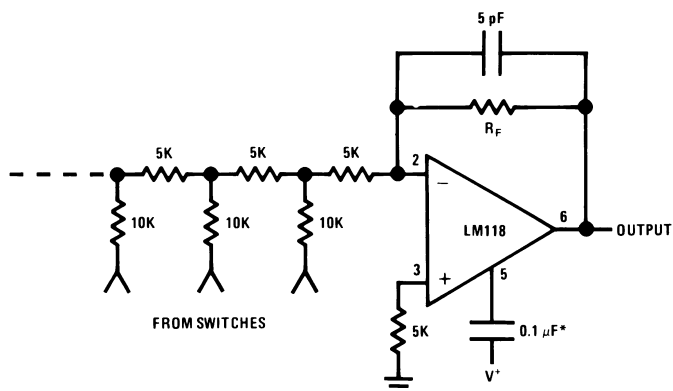 5 pF
R_F
5K
5K
5K
2
10K
10K
10K
LM118
6
OUTPUT
3
5
FROM SWITCHES
5K
0.1 μF*
V+
−
+